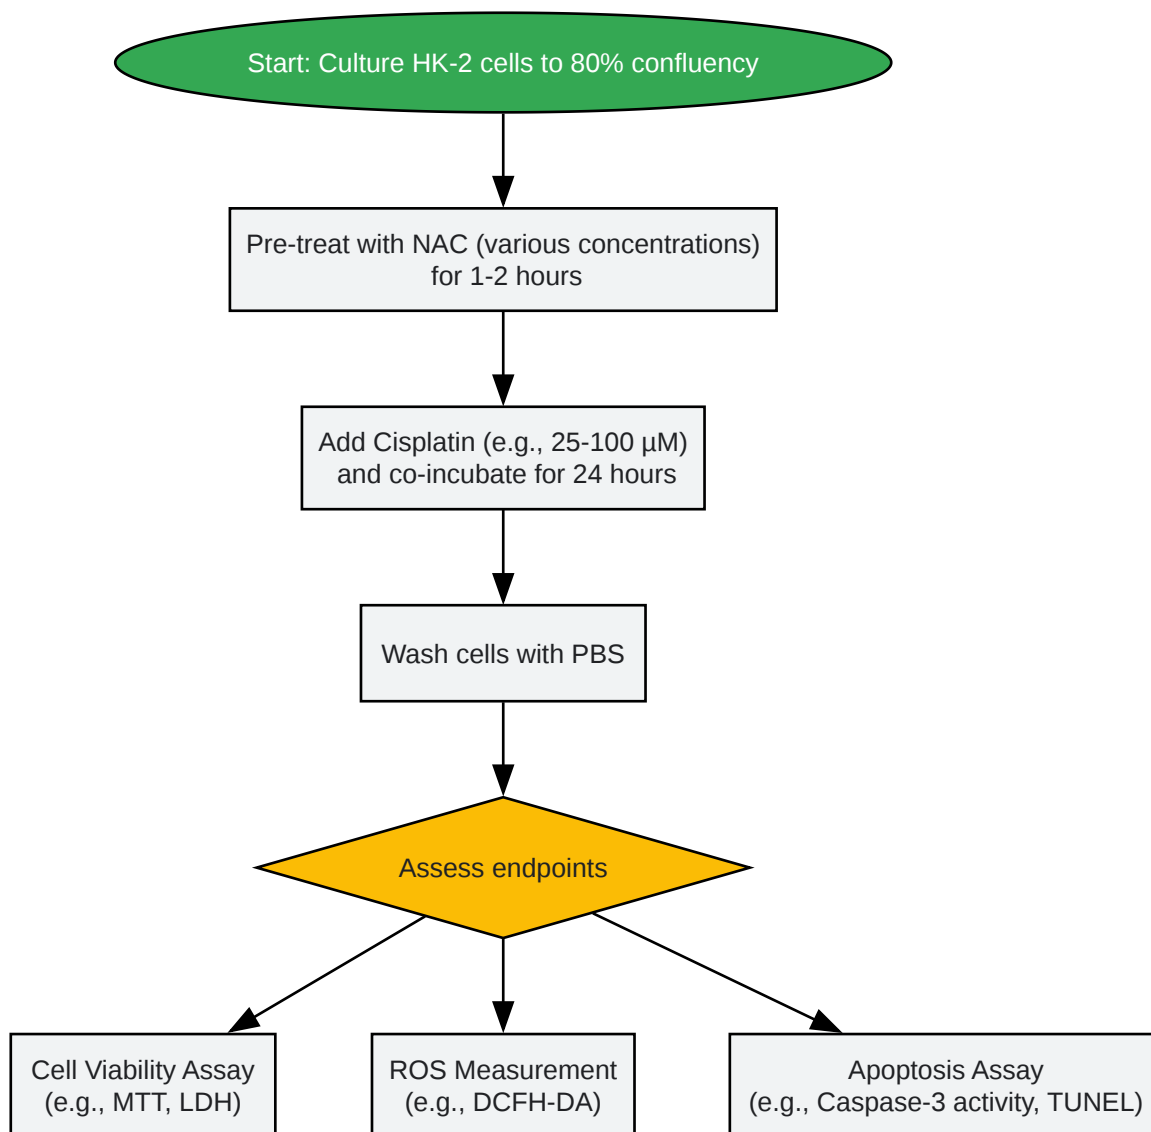 Start: Culture HK-2 cells to 80% confluency
Pre-treat with NAC (various concentrations)
for 1-2 hours
Add Cisplatin (e.g., 25-100 µM)
and co-incubate for 24 hours
Wash cells with PBS
Assess endpoints
Cell Viability Assay
(e.g., MTT, LDH)
ROS Measurement
(e.g., DCFH-DA)
Apoptosis Assay
(e.g., Caspase-3 activity, TUNEL)